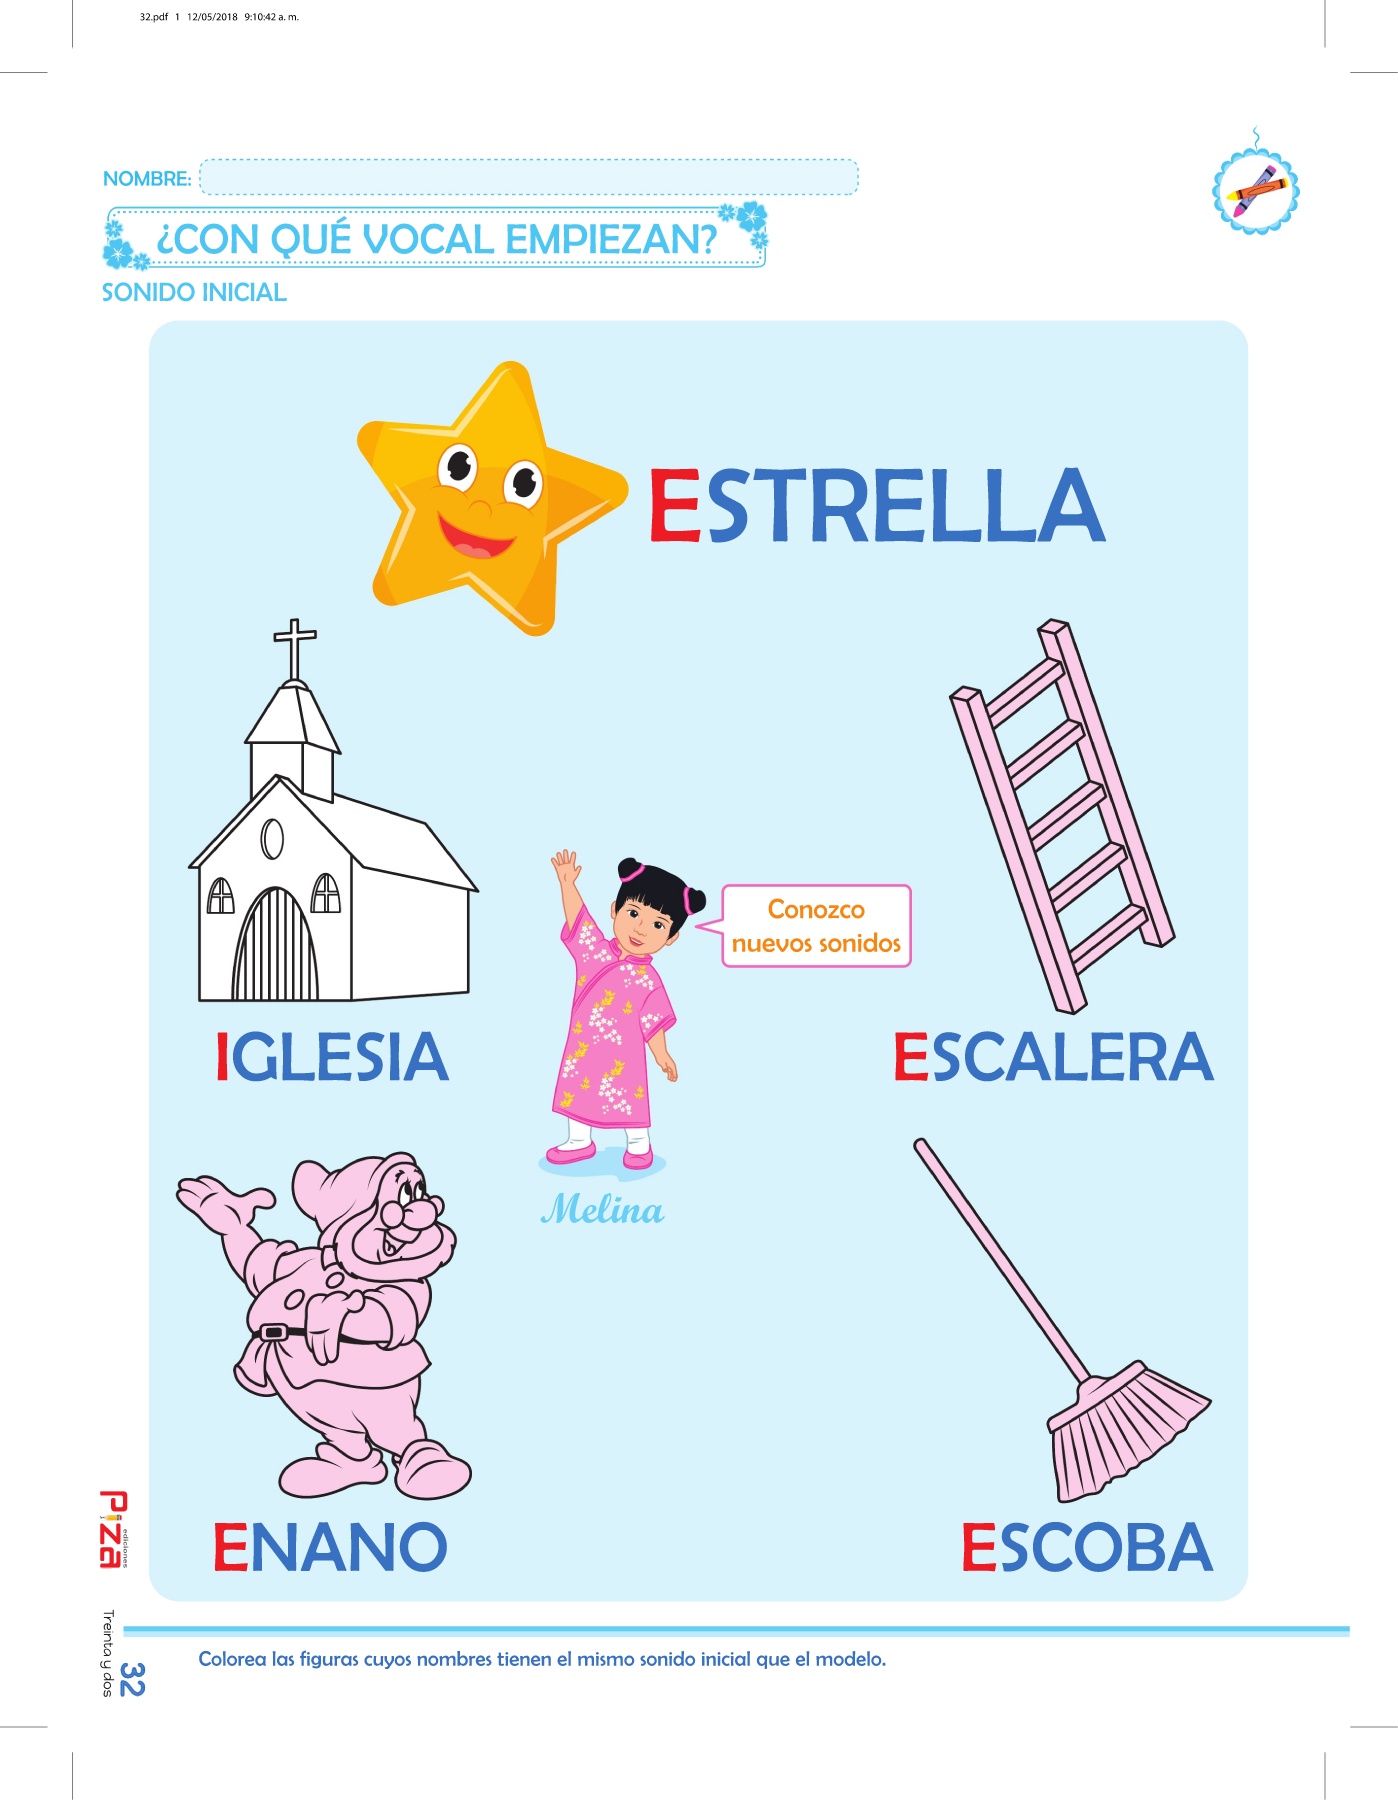 32.pdf 1 12/05/2018 9:10:42 a. m.
NOMBRE:
¿CON QUÉ VOCAL EMPIEZAN?
SONIDO INICIAL
ESTRELLA
Conozco
nuevos sonidos
IGLESIA
ESCALERA
Melina
ENANO
ESCOBA
Piza
ediciones
Treinta y dos
32
Colorea las figuras cuyos nombres tienen el mismo sonido inicial que el modelo.